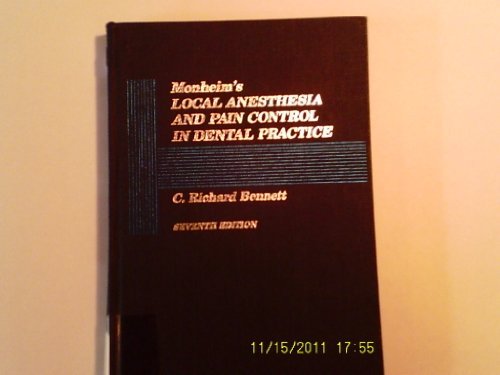 Monheim's
LOCAL ANESTHESIA
AND PAIN CONTROL
IN DENTAL PRACTICE
C. Richard Bennett
SEVENTH EDITION
11/15/2011 17:55